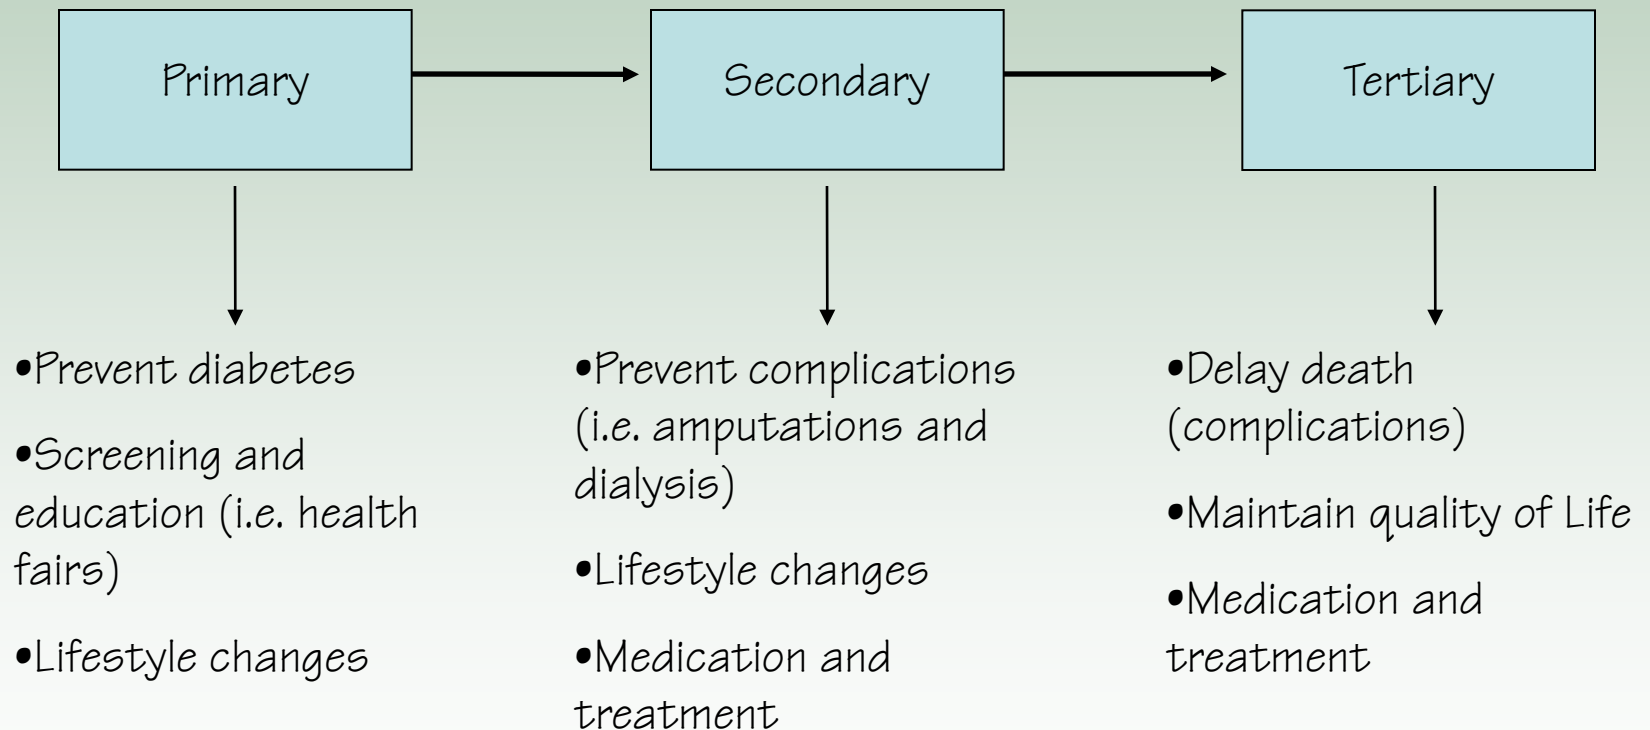 Primary
Secondary
Tertiary
•Prevent diabetes
•Screening and
education (i.e. health
fairs)
•Lifestyle changes
•Prevent complications
(i.e. amputations and
dialysis)
•Lifestyle changes
•Medication and
treatment
•Delay death
(complications)
•Maintain quality of Life
•Medication and
treatment